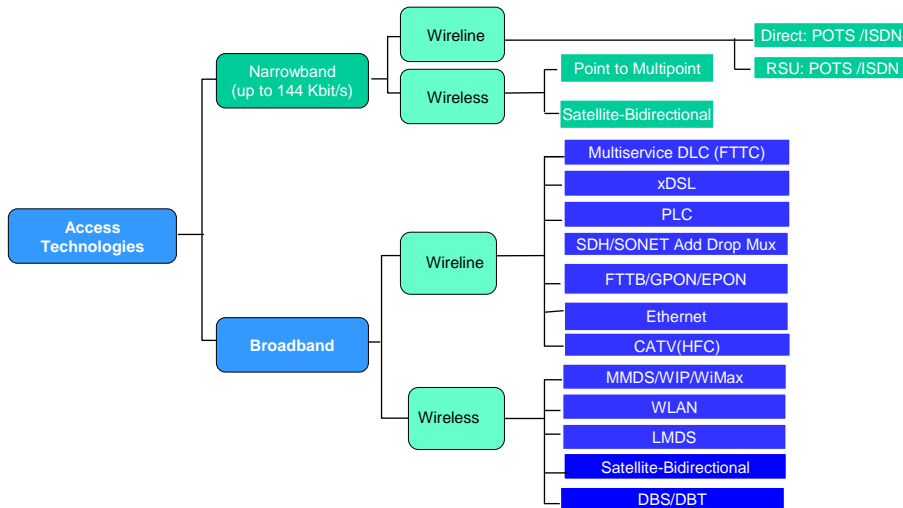 Wireline
Direct: POTS /ISDN
Narrowband
(up to 144 Kbit/s)
RSU: POTS /ISDN
Point to Multipoint
Wireless
Satellite-Bidirectional
Multiservice DLC (FTTC)
xDSL
PLC
Access
Technologies
SDH/SONET Add Drop Mux
Wireline
FTTB/GPON/EPON
Ethernet
Broadband
CATV(HFC)
MMDS/WIP/WiMax
WLAN
Wireless
LMDS
Satellite-Bidirectional
DBS/DBT